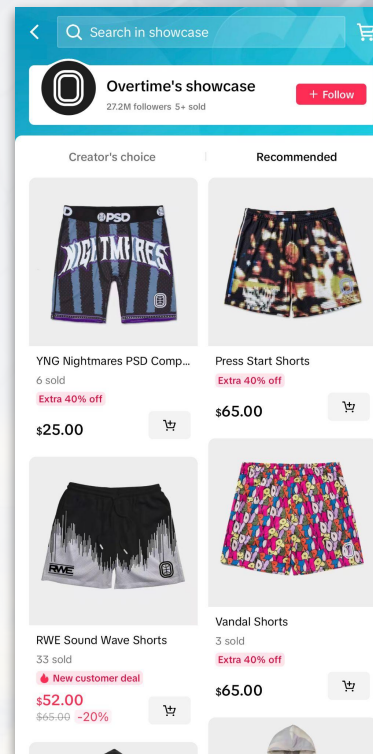 Search in showcase
Overtime's showcase
27.2M followers 5+ sold
+ Follow
Creator's choice
Recommended
PSD
NIGHTMARES
YNG Nightmares PSD Comp...
6 sold
Extra 40% off
$25.00
Press Start Shorts
Extra 40% off
$65.00
RWE
RWE Sound Wave Shorts
33 sold
New customer deal
$52.00
$65.00 -20%
Vandal Shorts
3 sold
Extra 40% off
$65.00